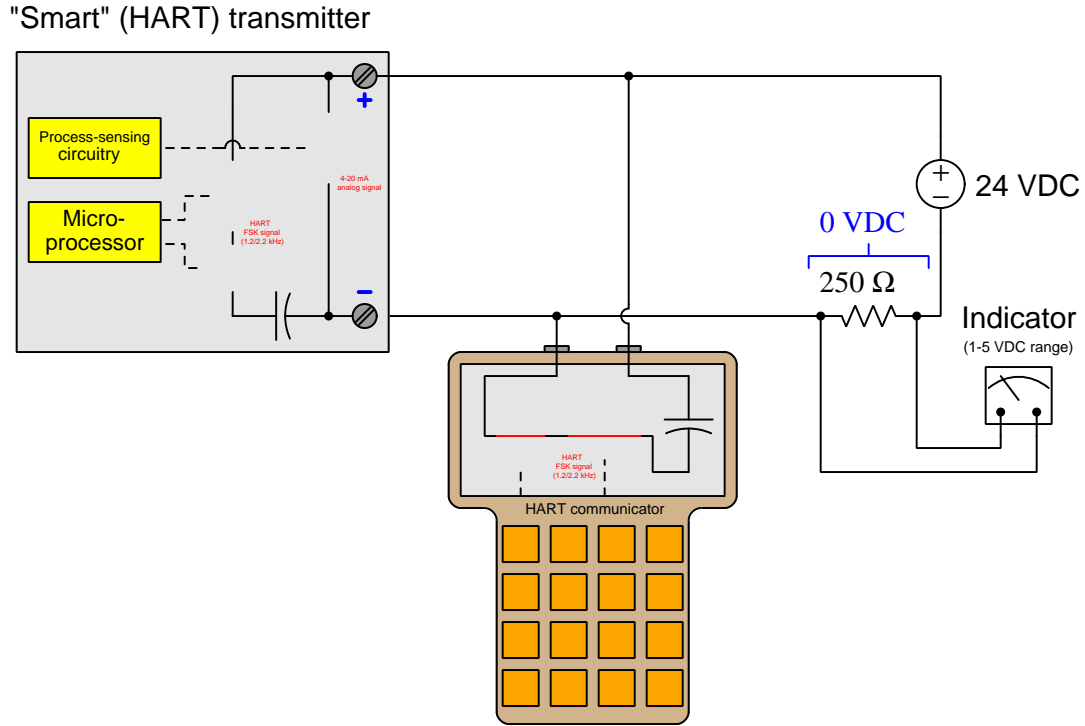 "Smart" (HART) transmitter
Process-sensing
circuitry
Micro-
processor
+
4-20 mA
analog signal
HART
FSK signal
(1.2/2.2 kHz)
−
+
−
24 VDC
0 VDC
250 Ω
Indicator
(1-5 VDC range)
HART
FSK signal
(1.2/2.2 kHz)
HART communicator